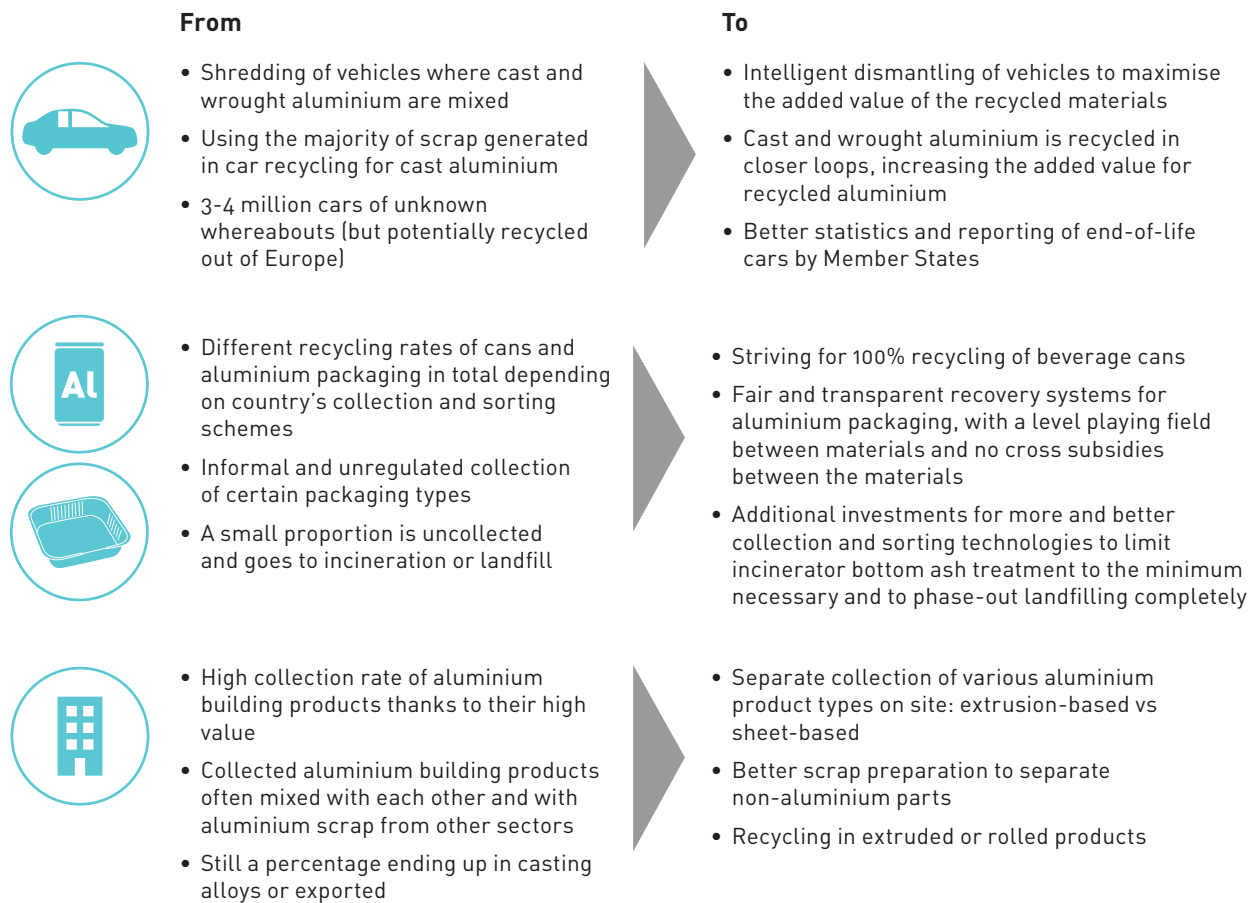 From
To
• Shredding of vehicles where cast and
wrought aluminium are mixed
• Using the majority of scrap generated
in car recycling for cast aluminium
• 3-4 million cars of unknown
whereabouts (but potentially recycled
out of Europe)
• Intelligent dismantling of vehicles to maximise
the added value of the recycled materials
• Cast and wrought aluminium is recycled in
closer loops, increasing the added value for
recycled aluminium
• Better statistics and reporting of end-of-life
cars by Member States
Al
• Different recycling rates of cans and
aluminium packaging in total depending
on country's collection and sorting
schemes
• Informal and unregulated collection
of certain packaging types
• A small proportion is uncollected
and goes to incineration or landfill
• Striving for 100% recycling of beverage cans
• Fair and transparent recovery systems for
aluminium packaging, with a level playing field
between materials and no cross subsidies
between the materials
• Additional investments for more and better
collection and sorting technologies to limit
incinerator bottom ash treatment to the minimum
necessary and to phase-out landfilling completely
• High collection rate of aluminium
building products thanks to their high
value
• Collected aluminium building products
often mixed with each other and with
aluminium scrap from other sectors
• Still a percentage ending up in casting
alloys or exported
• Separate collection of various aluminium
product types on site: extrusion-based vs
sheet-based
• Better scrap preparation to separate
non-aluminium parts
• Recycling in extruded or rolled products